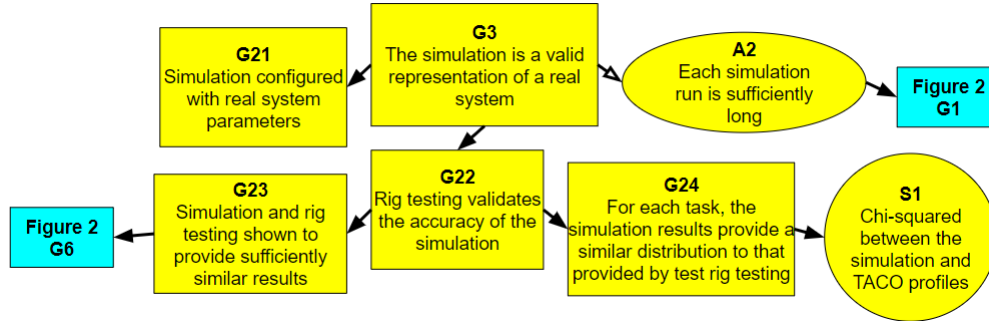 G3
The simulation is a valid
representation of a real
system
G21
Simulation configured
with real system
parameters
A2
Each simulation
run is sufficiently
long
Figure 2
G1
G22
Rig testing validates
the accuracy of the
simulation
G23
Simulation and rig
testing shown to
provide sufficiently
similar results
Figure 2
G6
G24
For each task, the
simulation results provide a
similar distribution to that
provided by test rig testing
S1
Chi-squared
between the
simulation and
TACO profiles